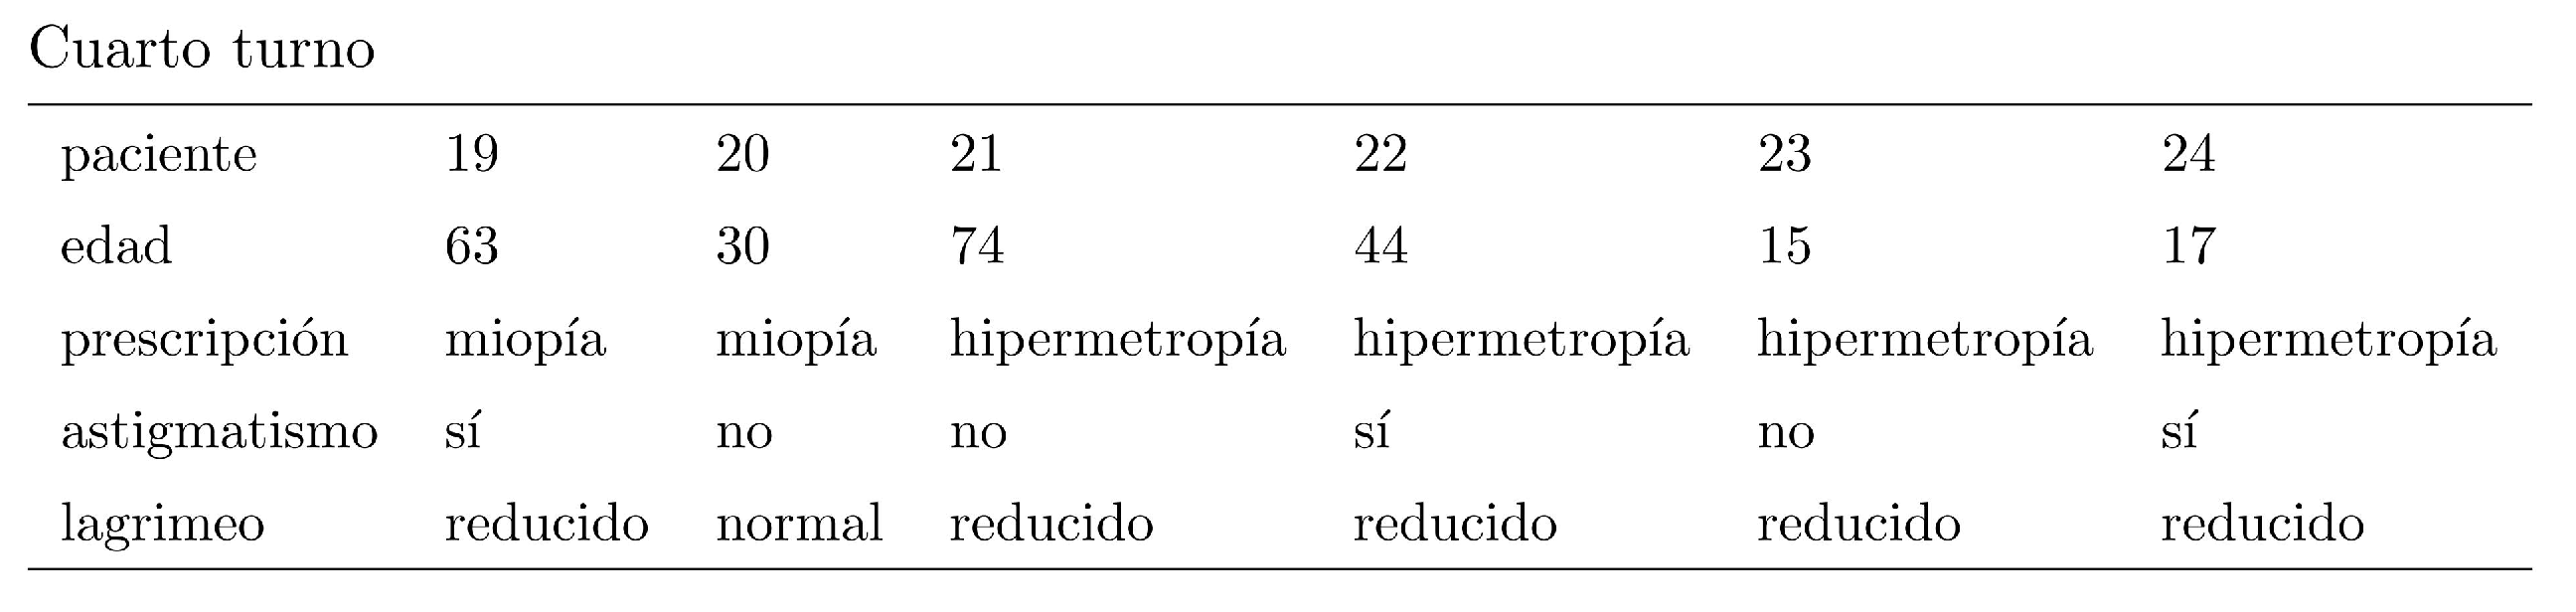 Cuarto turno
paciente 19 20 21 22 23 24
edad 63 30 74 44 15 17
prescripción miopía miopía hipermetropía hipermetropía hipermetropía hipermetropía
astigmatismo sí no no sí no sí
lagrimeo reducido normal reducido reducido reducido reducido